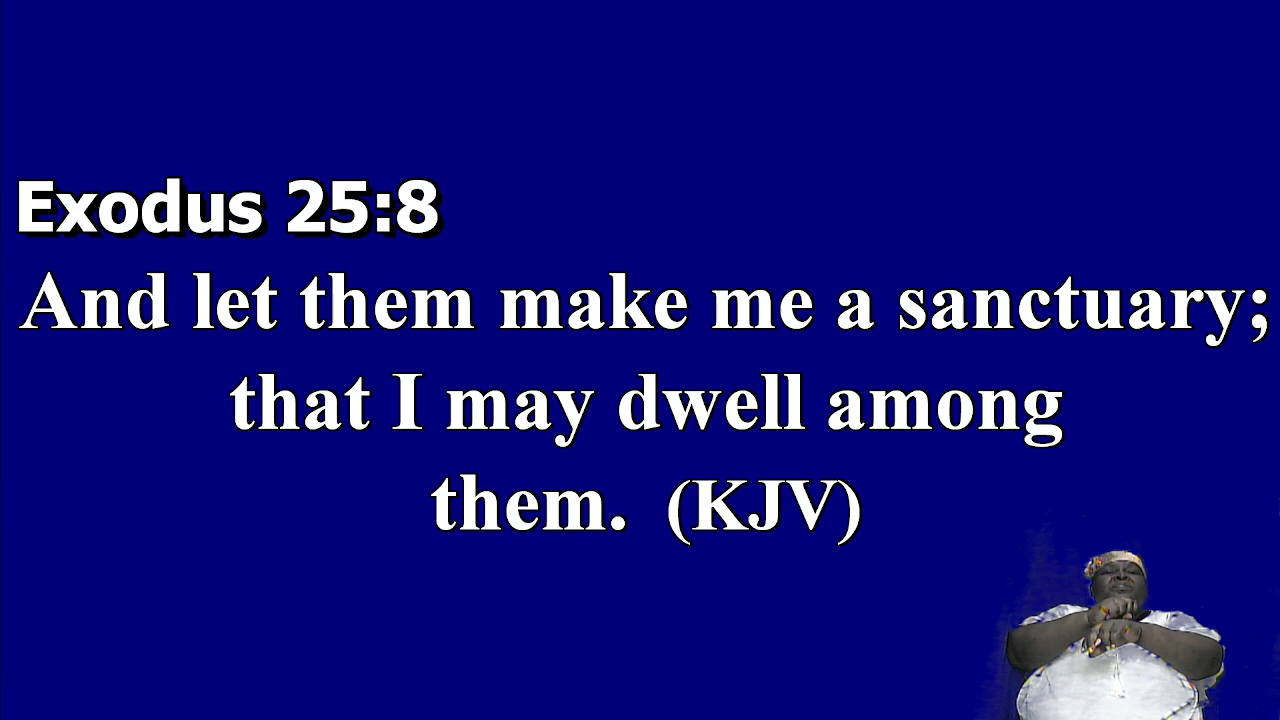 Exodus 25:8
And let them make me a sanctuary;
that I may dwell among
them. (KJV)